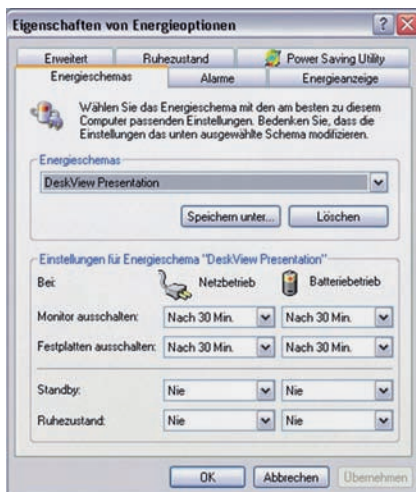 Eigenschaften von Energieoptionen
Erweitert Ruhezustand Power Saving Utility
Energieschemas Alarme Energieanzeige
Wählen Sie das Energieschema mit den am besten zu diesem
Computer passenden Einstellungen. Bedenken Sie, dass die
Einstellungen das unten ausgewählte Schema modifizieren.
Energieschemas
DeskView Presentation
Speichern unter... Löschen
Einstellungen für Energieschema "DeskView Presentation"
Bei: Netzbetrieb Batteriebetrieb
Monitor ausschalten: Nach 30 Min. Nach 30 Min.
Festplatten ausschalten: Nach 30 Min. Nach 30 Min.
Standby: Nie Nie
Ruhezustand: Nie Nie
OK Abbrechen Übernehmen